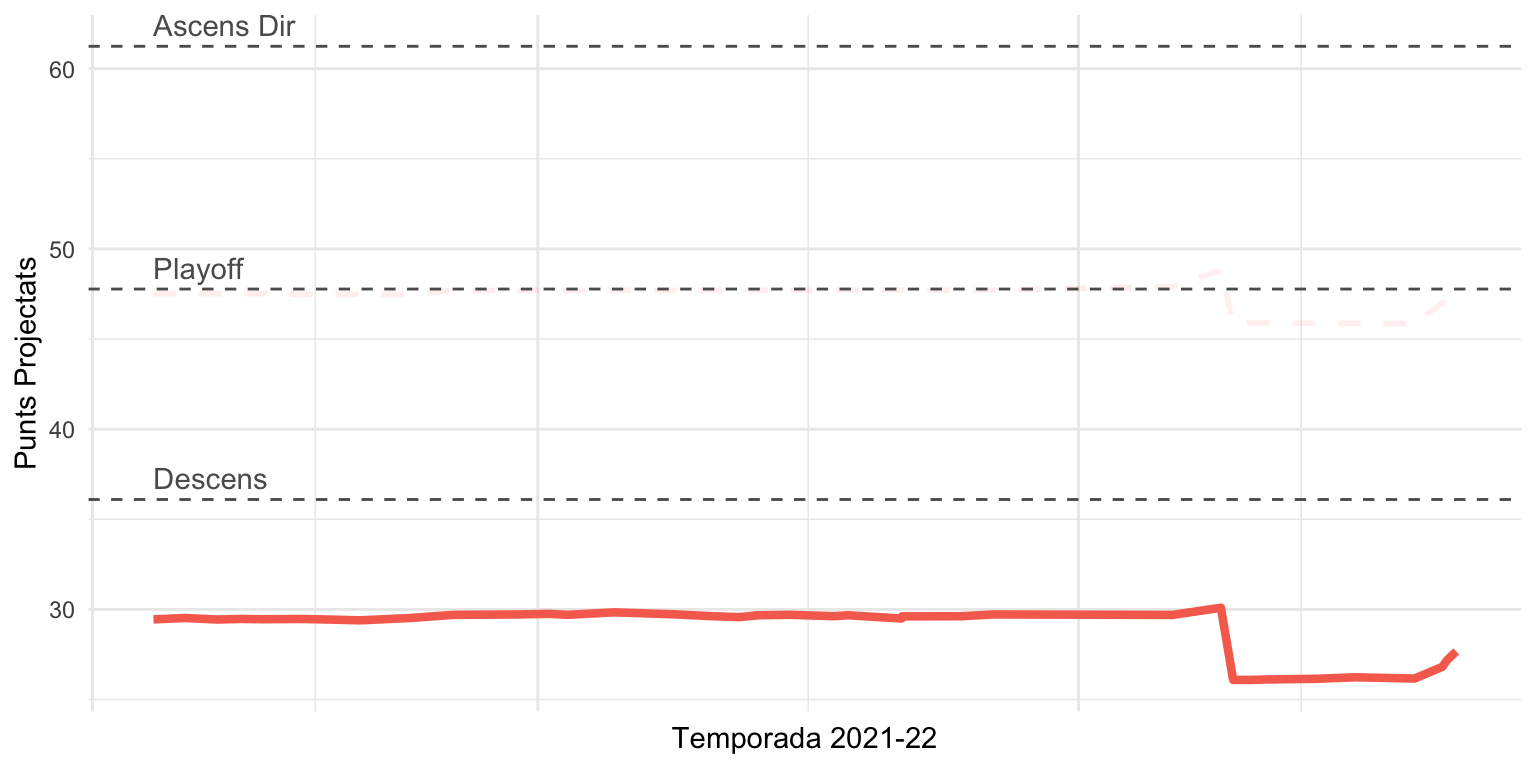 Ascens Dir
60
50
Playoff
Punts Projectats
40
Descens
30
Temporada 2021-22